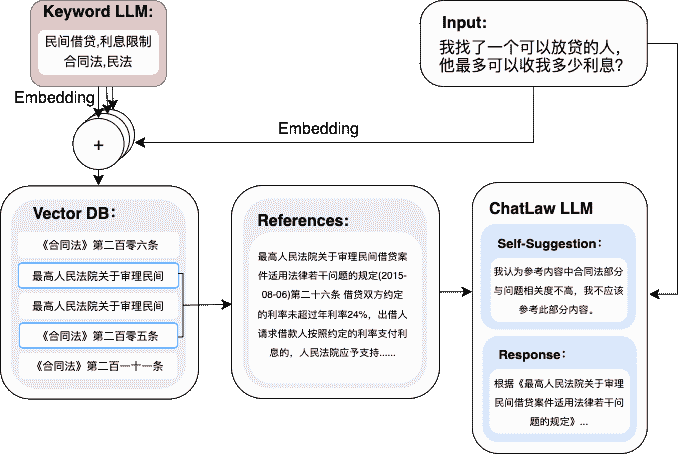 Keyword LLM:
民间借贷,利息限制
合同法,民法
Input:
我找了一个可以放贷的人，
他最多可以收我多少利息？
Embedding
Embedding
+
Vector DB：
《合同法》第二百零六条
最高人民法院关于审理民间
最高人民法院关于审理民间
《合同法》第二百零五条
《合同法》第二百一十一条
References:
最高人民法院关于审理民间借贷案
件适用法律若干问题的规定(2015-
08-06)第二十六条 借贷双方约定
的利率未超过年利率24%，出借人
请求借款人按照约定的利率支付利
息的，人民法院应予支持......
ChatLaw LLM
Self-Suggestion：
我认为参考内容中合同法部分
与问题相关度不高，我不应该
参考此部分内容。
Response：
根据《最高人民法院关于审理
民间借贷案件适用法律若干问
题的规定》...